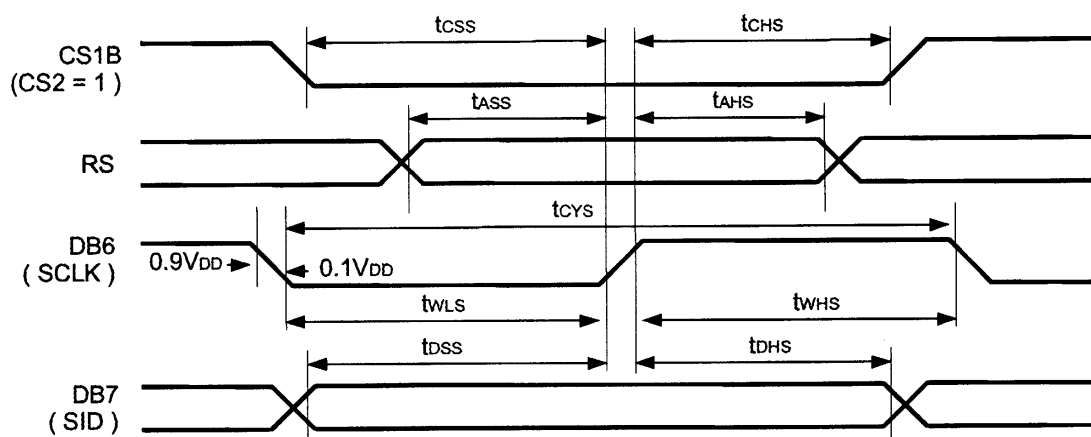 tCSS tCHS
CS1B
(CS2 = 1 )
tASS tAHS
RS
tCYS
DB6
( SCLK )
0.9VDD 0.1VDD
tWLS tWHS
tDSS tDHS
DB7
( SID )